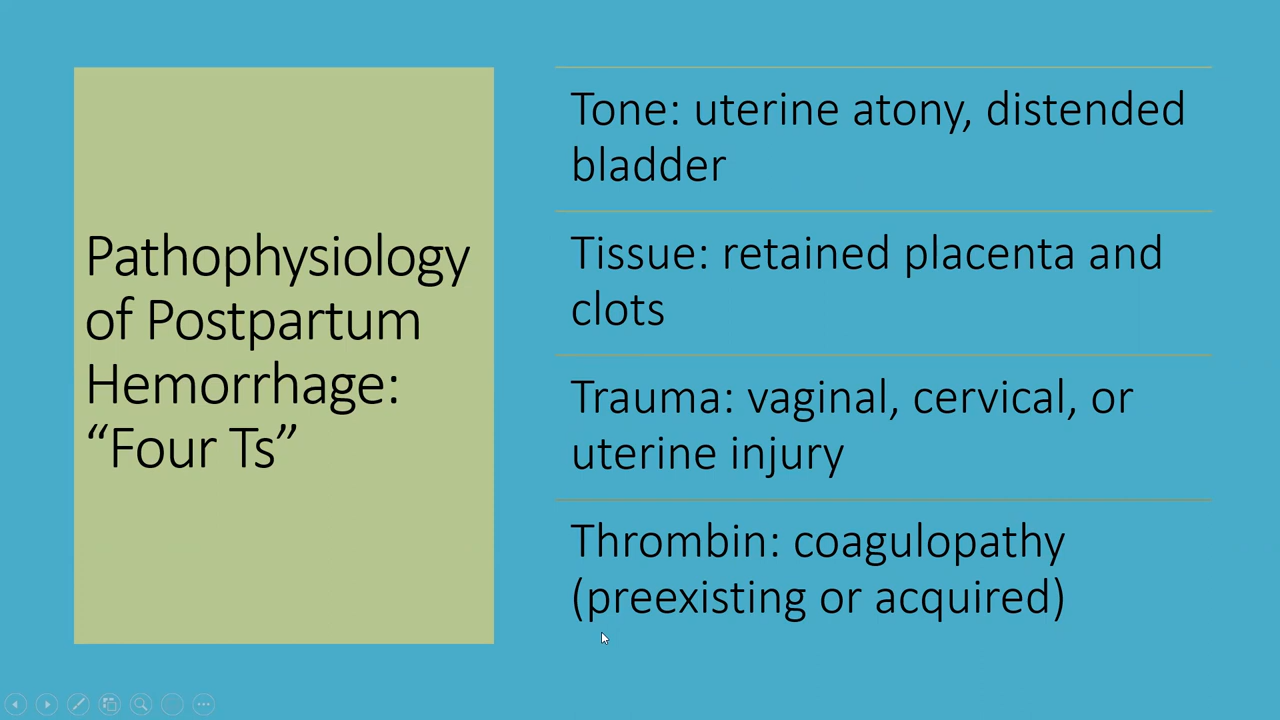 Pathophysiology
of Postpartum
Hemorrhage:
“Four Ts”
Tone: uterine atony, distended
bladder
Tissue: retained placenta and
clots
Trauma: vaginal, cervical, or
uterine injury
Thrombin: coagulopathy
(preexisting or acquired)